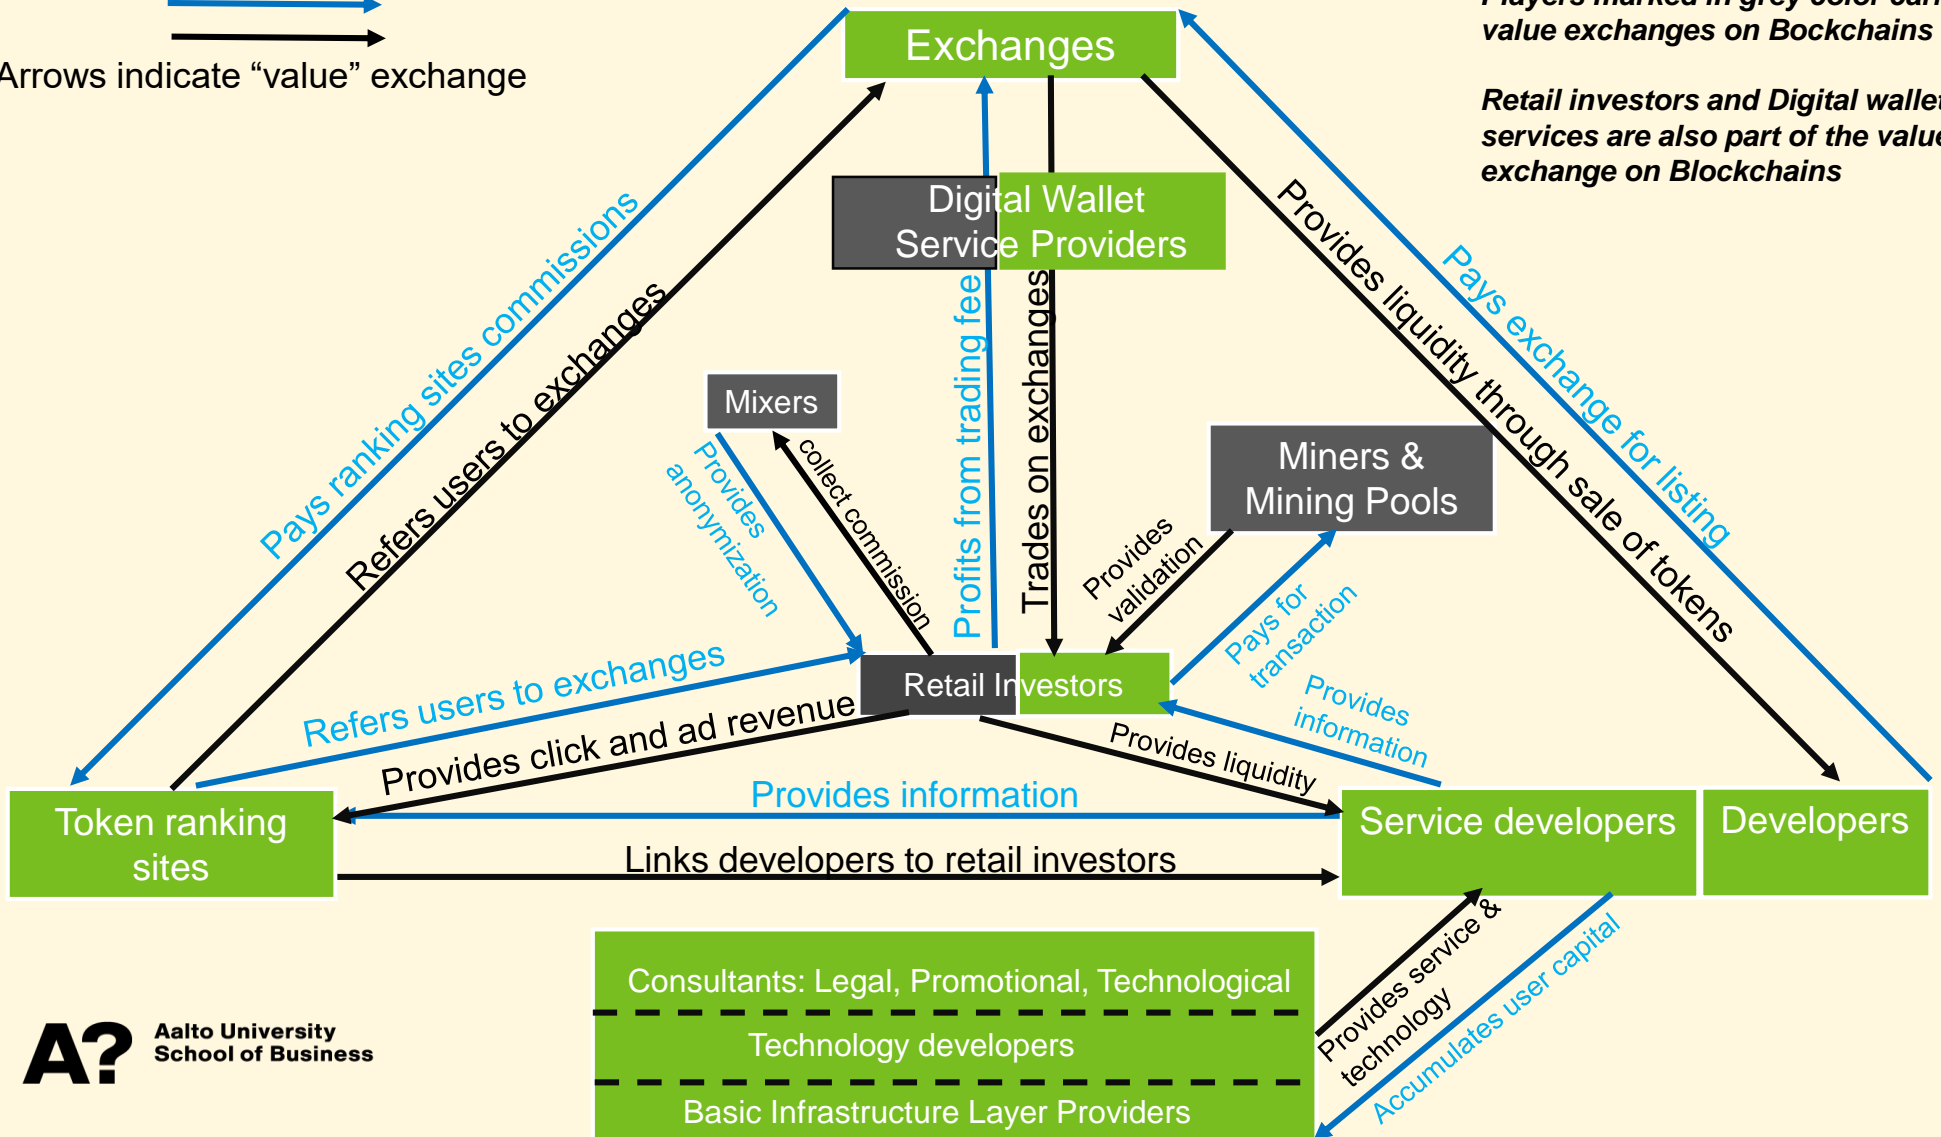 Arrows indicate “value” exchange
Players marked in grey color
value exchanges on Bockchains
Retail investors and Digital wallet
services are also part of the value
exchange on Blockchains
Exchanges
Digital Wallet
Service Providers
Pays ranking sites commissions
Refers users to exchanges
Profits from trading fee
Trades on exchanges
Provides liquidity through sale of tokens
Pays exchange for listing
Mixers
Provides
anonymization
collect commission
Miners &
Mining Pools
Provides
validation
Pays for
transaction
Retail Investors
Refers users to exchanges
Provides click and ad revenue
Provides liquidity
Provides
information
Provides information
Links developers to retail investors
Token ranking
sites
Service developers
Developers
Consultants: Legal, Promotional, Technological
Technology developers
Basic Infrastructure Layer Providers
Provides service &
technology
Accumulates user capital
A?
Aalto University
School of Business